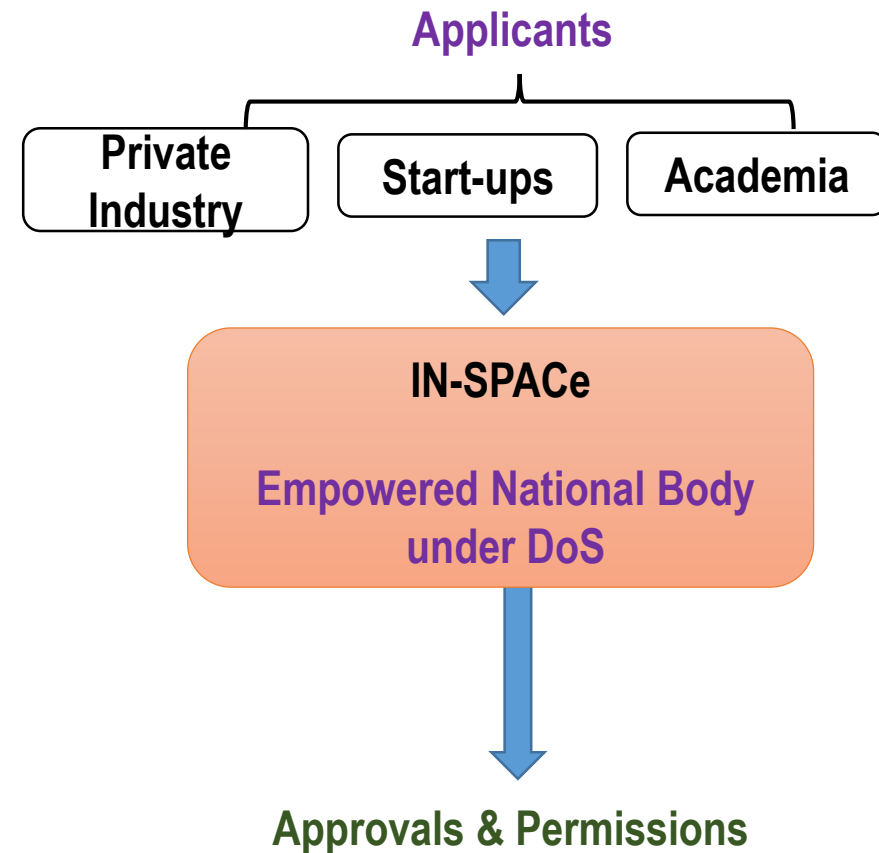 Applicants
Private
Industry
Start-ups
Academia
IN-SPACe
Empowered National Body
under DoS
Approvals & Permissions